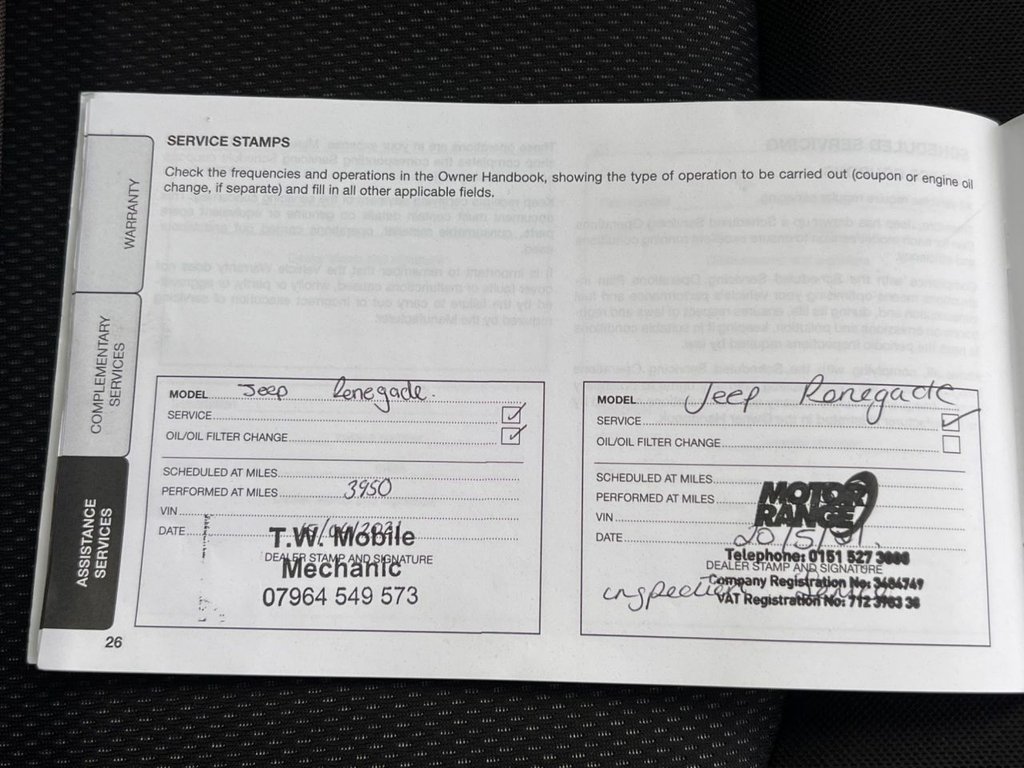 SERVICE STAMPS
Check the frequencies and operations in the Owner Handbook, showing the type of operation to be carried out (coupon or engine oil
change, if separate) and fill in all other applicable fields.
WARRANTY
COMPLEMENTARY
SERVICES
ASSISTANCE
SERVICES
MODEL Jeep Renegade.
SERVICE
OIL/OIL FILTER CHANGE
SCHEDULED AT MILES
PERFORMED AT MILES 3950
VIN
DATE
T.W. Mobile
DEALER STAMP AND SIGNATURE
Mechanic
07964 549 573
MODEL Jeep Renegade
SERVICE
OIL/OIL FILTER CHANGE
SCHEDULED AT MILES
PERFORMED AT MILES
MOTOR
RANGE
VIN
DATE 20/5/21.
Telephone: 0151 527
DEALER STAMP AND SIGNATURE
Company Registration No: 3484749
inspection
VAT Registration No: 712 36
26